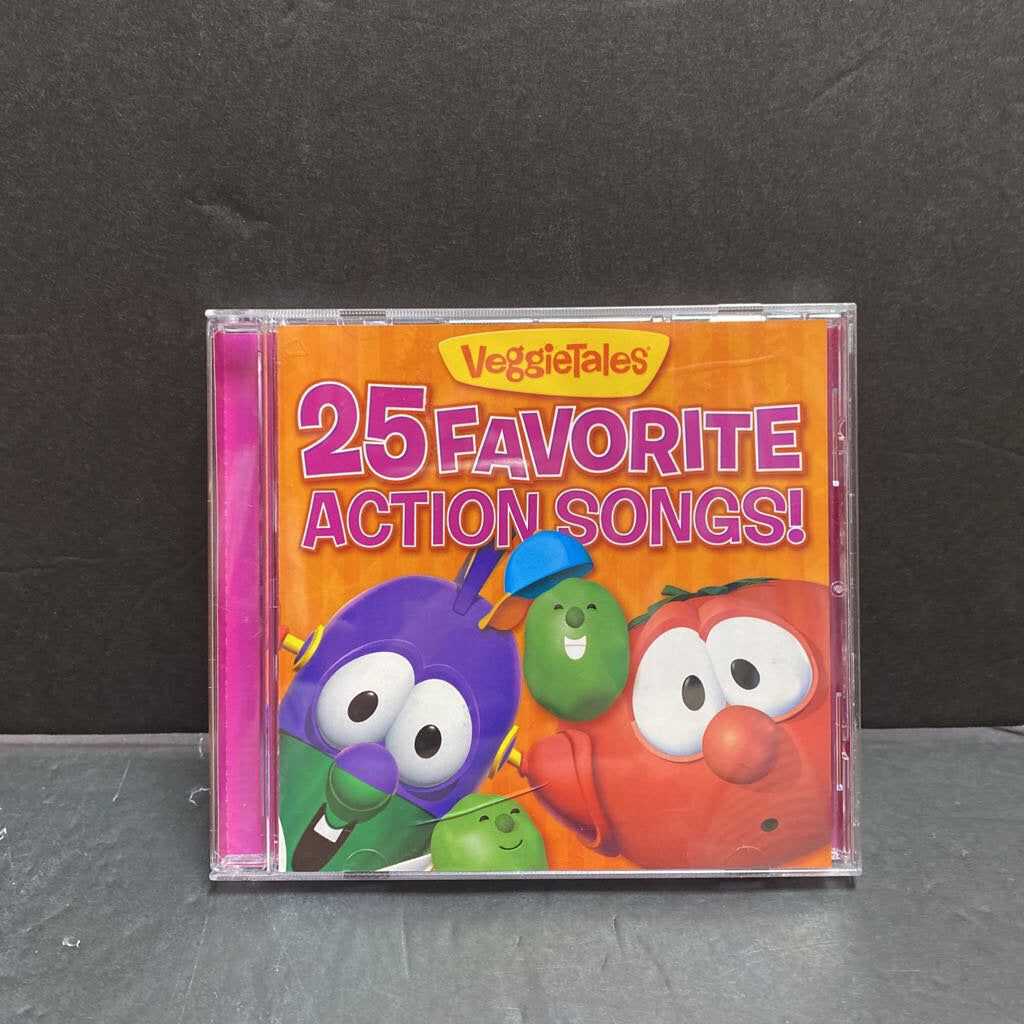 VeggieTales®
25 FAVORITE
ACTION SONGS!